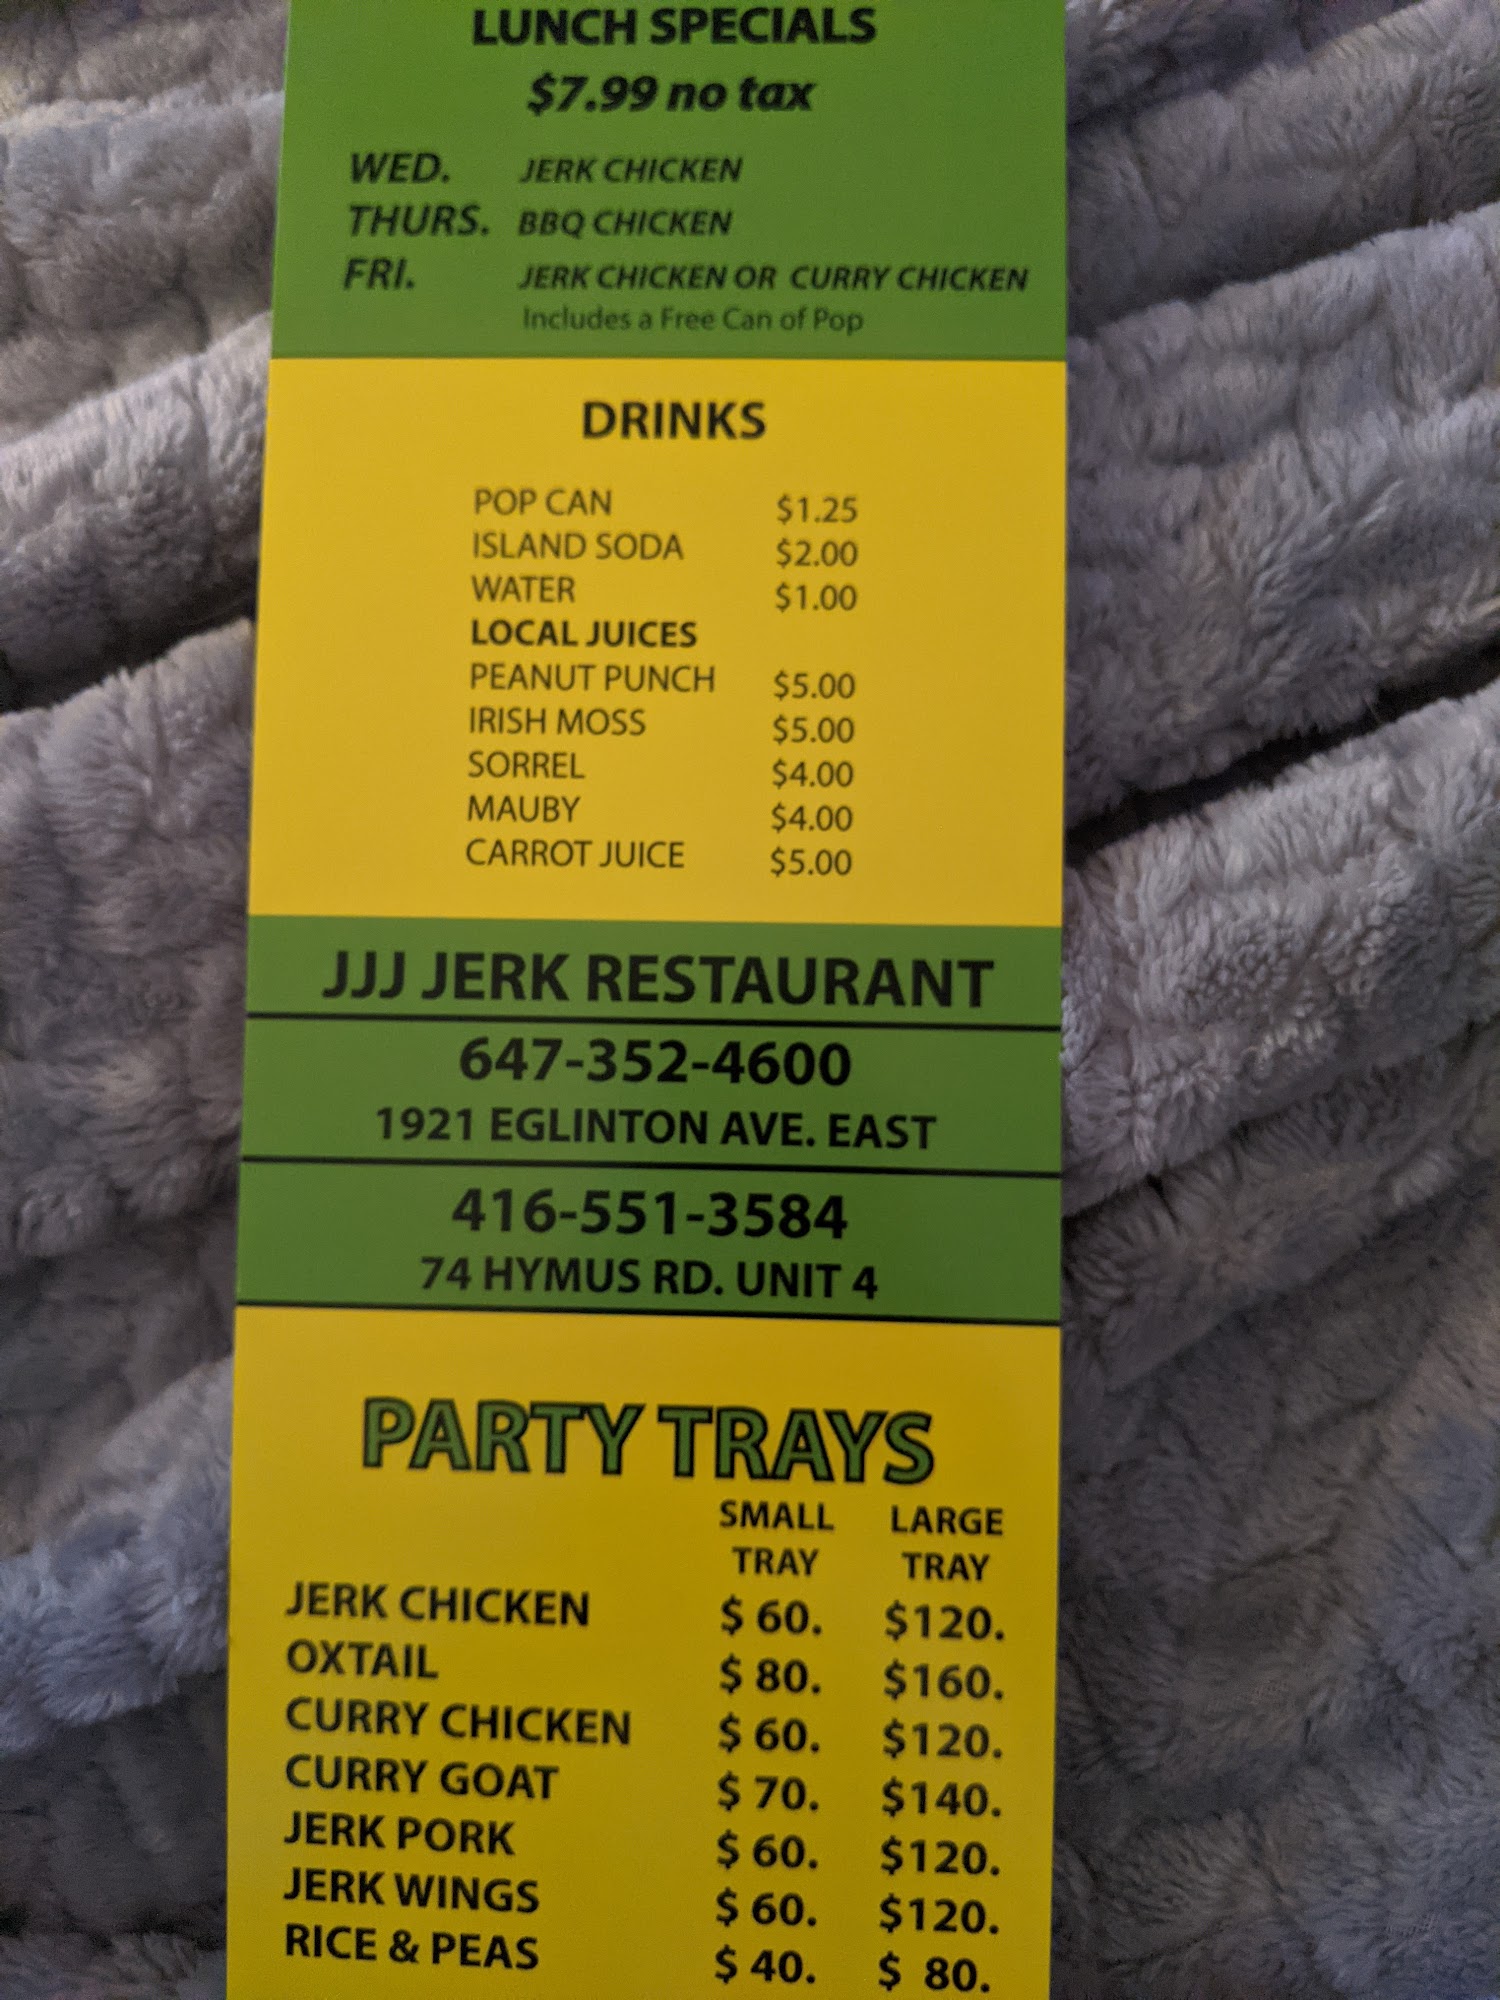 LUNCH SPECIALS
$7.99 no tax
WED. JERK CHICKEN
THURS. BBQ CHICKEN
FRI. JERK CHICKEN OR CURRY CHICKEN
Includes a Free Can of Pop
DRINKS
POP CAN $1.25
ISLAND SODA $2.00
WATER $1.00
LOCAL JUICES
PEANUT PUNCH $5.00
IRISH MOSS $5.00
SORREL $4.00
MAUBY $4.00
CARROT JUICE $5.00
JJJ JERK RESTAURANT
647-352-4600
1921 EGLINTON AVE. EAST
416-551-3584
74 HYMUS RD. UNIT 4
PARTY TRAYS
SMALL LARGE
TRAY TRAY
JERK CHICKEN $ 60. $120.
OXTAIL $ 80. $160.
CURRY CHICKEN $ 60. $120.
CURRY GOAT $ 70. $140.
JERK PORK $ 60. $120.
JERK WINGS $ 60. $120.
RICE & PEAS $ 40. $ 80.